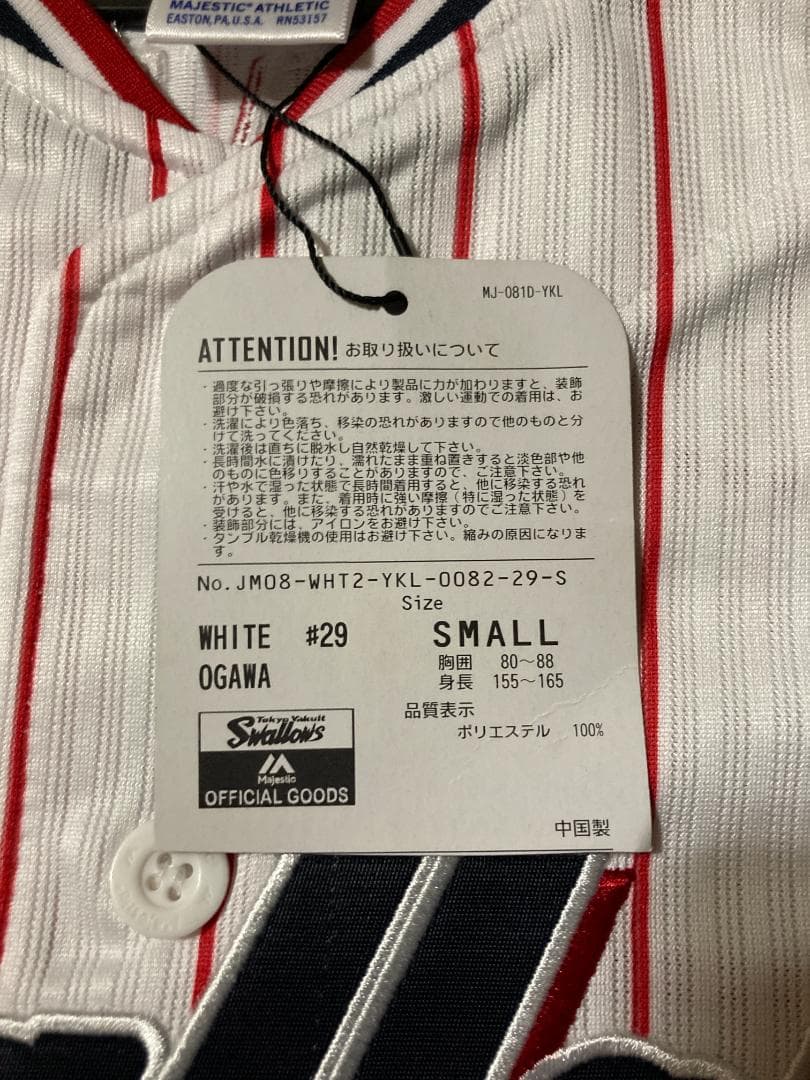 MAJESTIC® ATHLETIC
EASTON, PA, U.S.A. RN53157
MJ-081D-YKL
ATTENTION! お取り扱いについて
・過度な引っ張りや摩擦により製品に力が加わりますと、装飾
部分が破損する恐れがあります。激しい運動での着用は、お
避け下さい。
・洗濯により色落ち、移染の恐れがありますので他のものと分
けて洗ってください。
・洗濯後は直ちに脱水し自然乾燥して下さい。
・長時間水に漬けたり、濡れたまま重ね置きすると淡色部や他
のものに色移りすることがありますので、ご注意下さい。
・汗や水で湿った状態で長時間着用すると、他に移染する恐れ
があります。また、着用時に強い摩擦(特に湿った状態)を
受けると、他に移染する恐れがありますのでご注意下さい。
・装飾部分には、アイロンをお避け下さい。
・タンブル乾燥機の使用はお避け下さい。縮みの原因になりま
す。
No.JM08-WHT2-YKL-0082-29-S
Size
WHITE #29 SMALL
胸囲 80～88
OGAWA 身長 155～165
品質表示
ポリエステル 100%
Tokyo Yakult
Swallows
Majestic
OFFICIAL GOODS
中国製